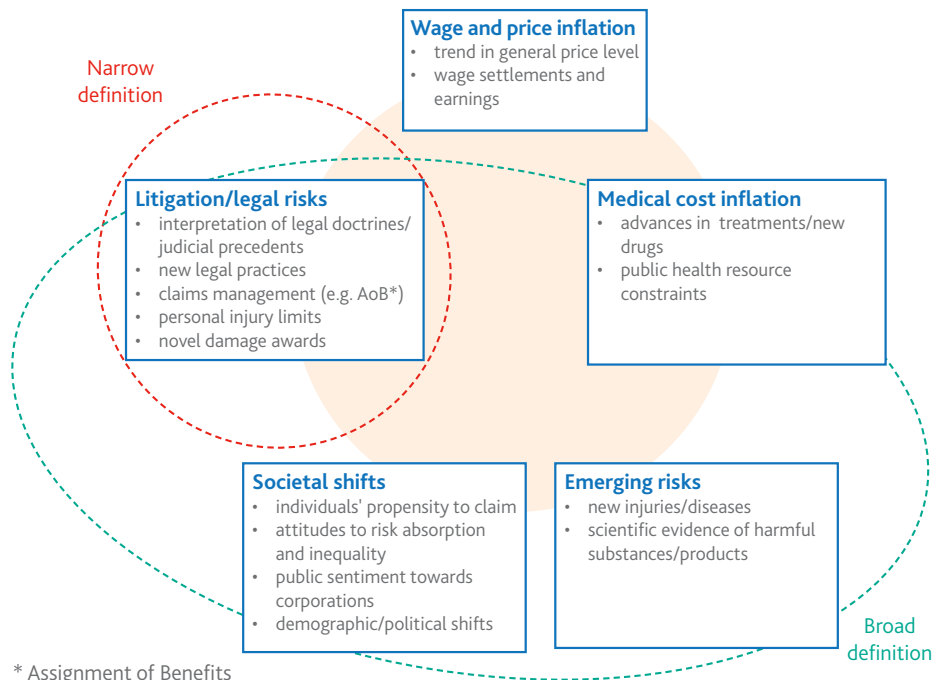 Wage and price inflation
• trend in general price level
• wage settlements and
earnings
Narrow
definition
Litigation/legal risks
• interpretation of legal doctrines/
judicial precedents
• new legal practices
• claims management (e.g. AoB*)
• personal injury limits
• novel damage awards
Medical cost inflation
• advances in treatments/new
drugs
• public health resource
constraints
Societal shifts
• individuals' propensity to claim
• attitudes to risk absorption
and inequality
• public sentiment towards
corporations
• demographic/political shifts
Emerging risks
• new injuries/diseases
• scientific evidence of harmful
substances/products
Broad
definition
* Assignment of Benefits